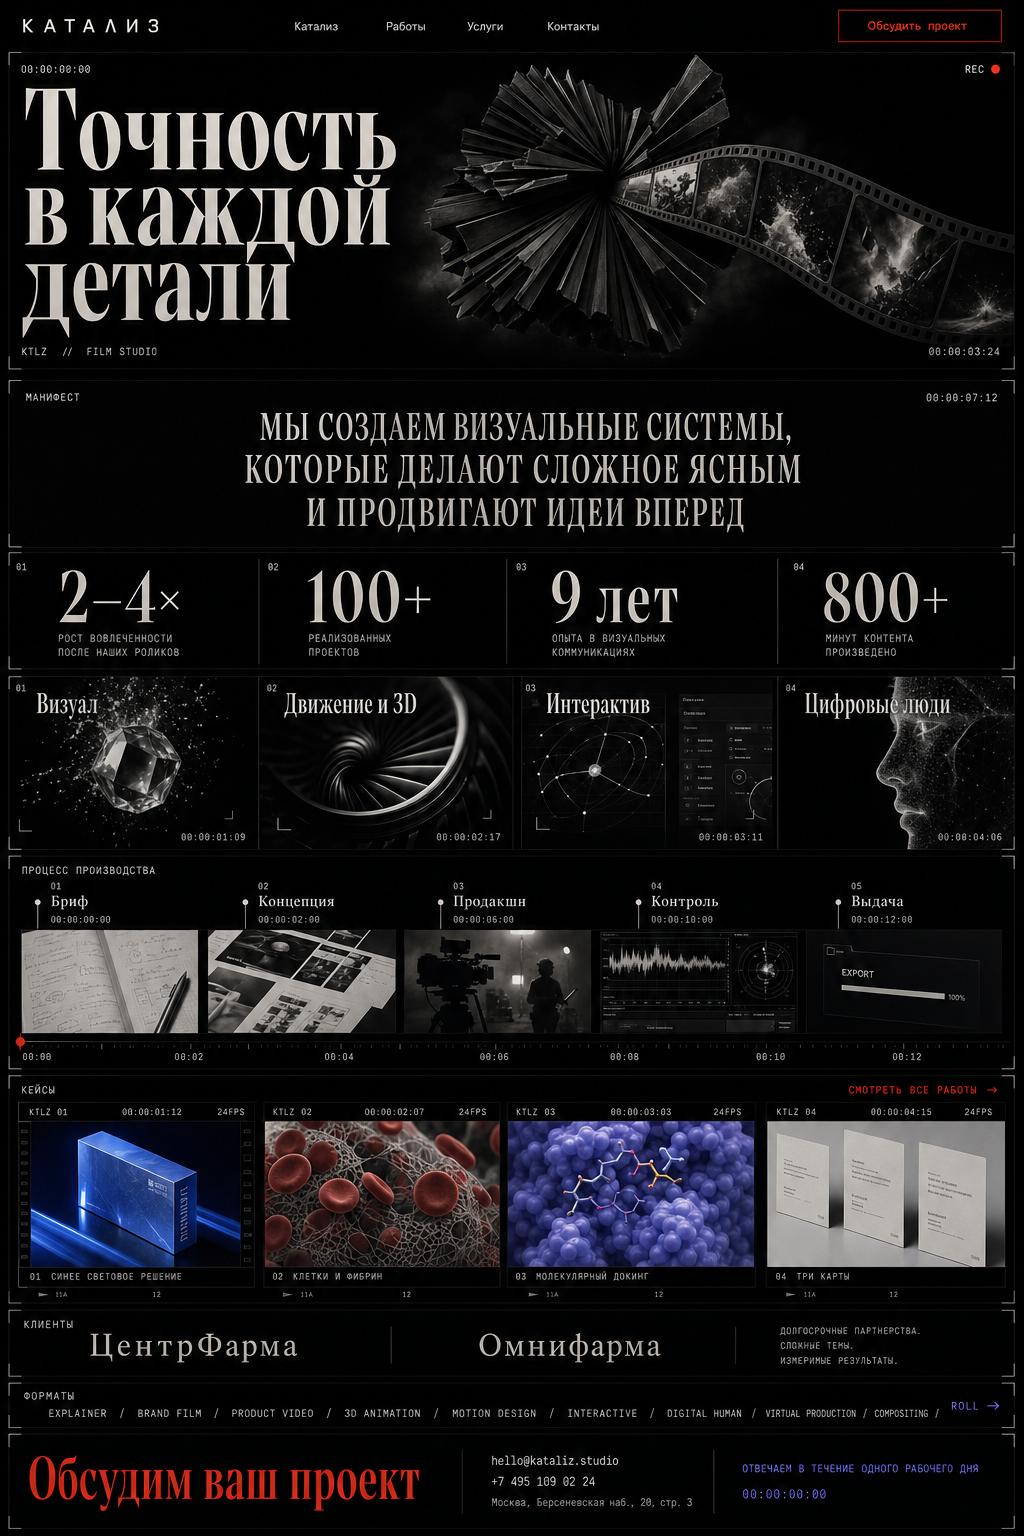 КАТАЛИЗ
Катализ Работы Услуги Контакты
Обсудить проект
00:00:00:00
REC
Точность
в каждой
детали
KTLZ // FILM STUDIO
00:00:03:24
МАНИФЕСТ
00:00:07:12
МЫ СОЗДАЕМ ВИЗУАЛЬНЫЕ СИСТЕМЫ,
КОТОРЫЕ ДЕЛАЮТ СЛОЖНОЕ ЯСНЫМ
И ПРОДВИГАЮТ ИДЕИ ВПЕРЕД
01
2–4×
РОСТ ВОВЛЕЧЕННОСТИ
ПОСЛЕ НАШИХ РОЛИКОВ
02
100+
РЕАЛИЗОВАННЫХ
ПРОЕКТОВ
03
9 лет
ОПЫТА В ВИЗУАЛЬНЫХ
КОММУНИКАЦИЯХ
04
800+
МИНУТ КОНТЕНТА
ПРОИЗВЕДЕНО
01
Визуал
00:00:01:09
02
Движение и 3D
00:00:02:17
03
Интерактив
00:00:03:11
04
Цифровые люди
00:00:04:06
ПРОЦЕСС ПРОИЗВОДСТВА
01
Бриф
00:00:00:00
02
Концепция
00:00:02:00
03
Продакшн
00:00:06:00
04
Контроль
00:00:10:00
05
Выдача
00:00:12:00
EXPORT
100%
00:00 00:02 00:04 00:06 00:08 00:10 00:12
КЕЙСЫ
СМОТРЕТЬ ВСЕ РАБОТЫ →
KTLZ 01 00:00:01:12 24FPS
01 СИНЕЕ СВЕТОВОЕ РЕШЕНИЕ
11A 12
KTLZ 02 00:00:02:07 24FPS
02 КЛЕТКИ И ФИБРИН
11A 12
KTLZ 03 00:00:03:03 24FPS
03 МОЛЕКУЛЯРНЫЙ ДОКИНГ
11A 12
KTLZ 04 00:00:04:15 24FPS
04 ТРИ КАРТЫ
11A 12
КЛИЕНТЫ
ЦентрФарма
Омнифарма
ДОЛГОСРОЧНЫЕ ПАРТНЕРСТВА.
СЛОЖНЫЕ ТЕМЫ.
ИЗМЕРИМЫЕ РЕЗУЛЬТАТЫ.
ФОРМАТЫ
EXPLAINER / BRAND FILM / PRODUCT VIDEO / 3D ANIMATION / MOTION DESIGN / INTERACTIVE / DIGITAL HUMAN / VIRTUAL PRODUCTION / COMPOSITING /
ROLL →
Обсудим ваш проект
hello@kataliz.studio
+7 495 109 02 24
Москва, Берсеневская наб., 20, стр. 3
ОТВЕЧАЕМ В ТЕЧЕНИЕ ОДНОГО РАБОЧЕГО ДНЯ
00:00:00:00